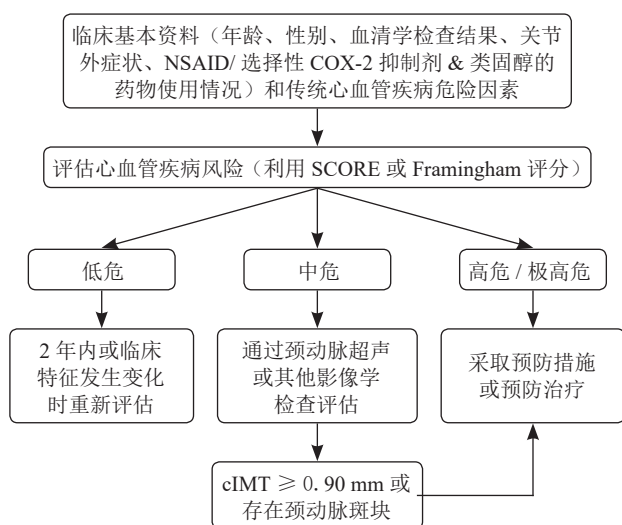 临床基本资料（年龄、性别、血清学检查结果、关节
外症状、NSAID/ 选择性 COX-2 抑制剂 & 类固醇的
药物使用情况）和传统心血管疾病危险因素
评估心血管疾病风险（利用 SCORE 或 Framingham 评分）
低危
中危
高危 / 极高危
2 年内或临床
特征发生变化
时重新评估
通过颈动脉超声
或其他影像学
检查评估
采取预防措施
或预防治疗
cIMT ≥ 0. 90 mm 或
存在颈动脉斑块